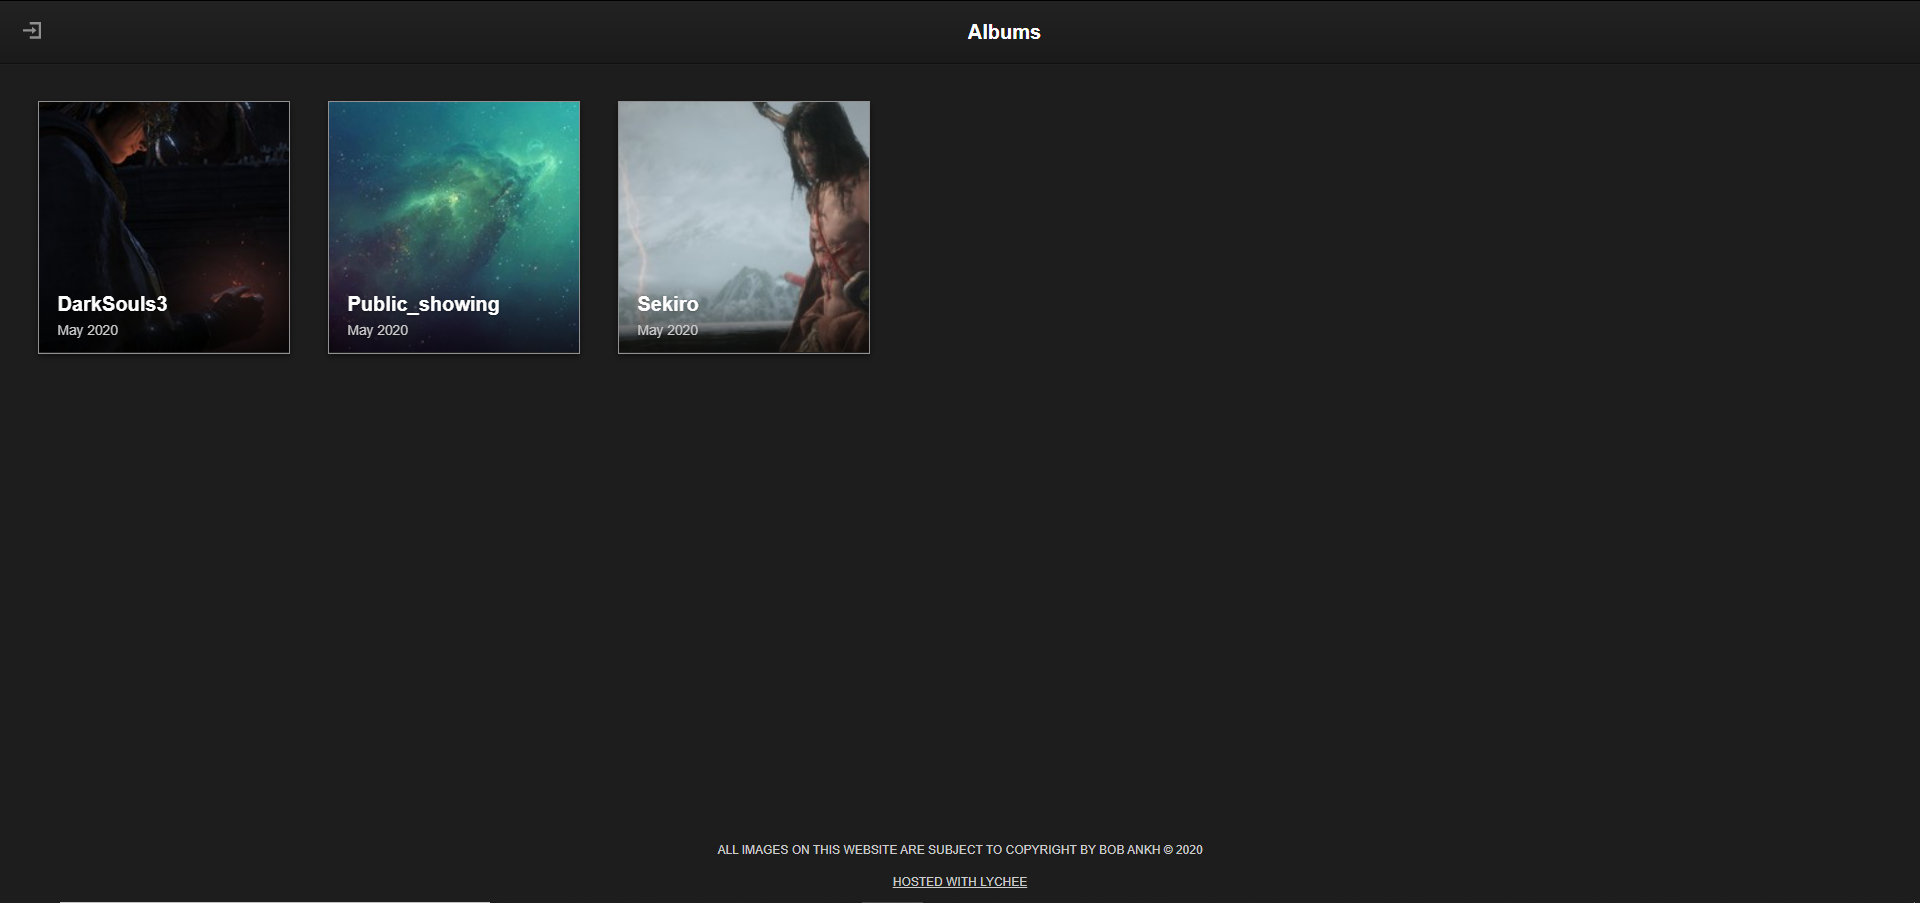 Albums
DarkSouls3
May 2020
Public_showing
May 2020
Sekiro
May 2020
ALL IMAGES ON THIS WEBSITE ARE SUBJECT TO COPYRIGHT BY BOB ANKH © 2020
HOSTED WITH LYCHEE